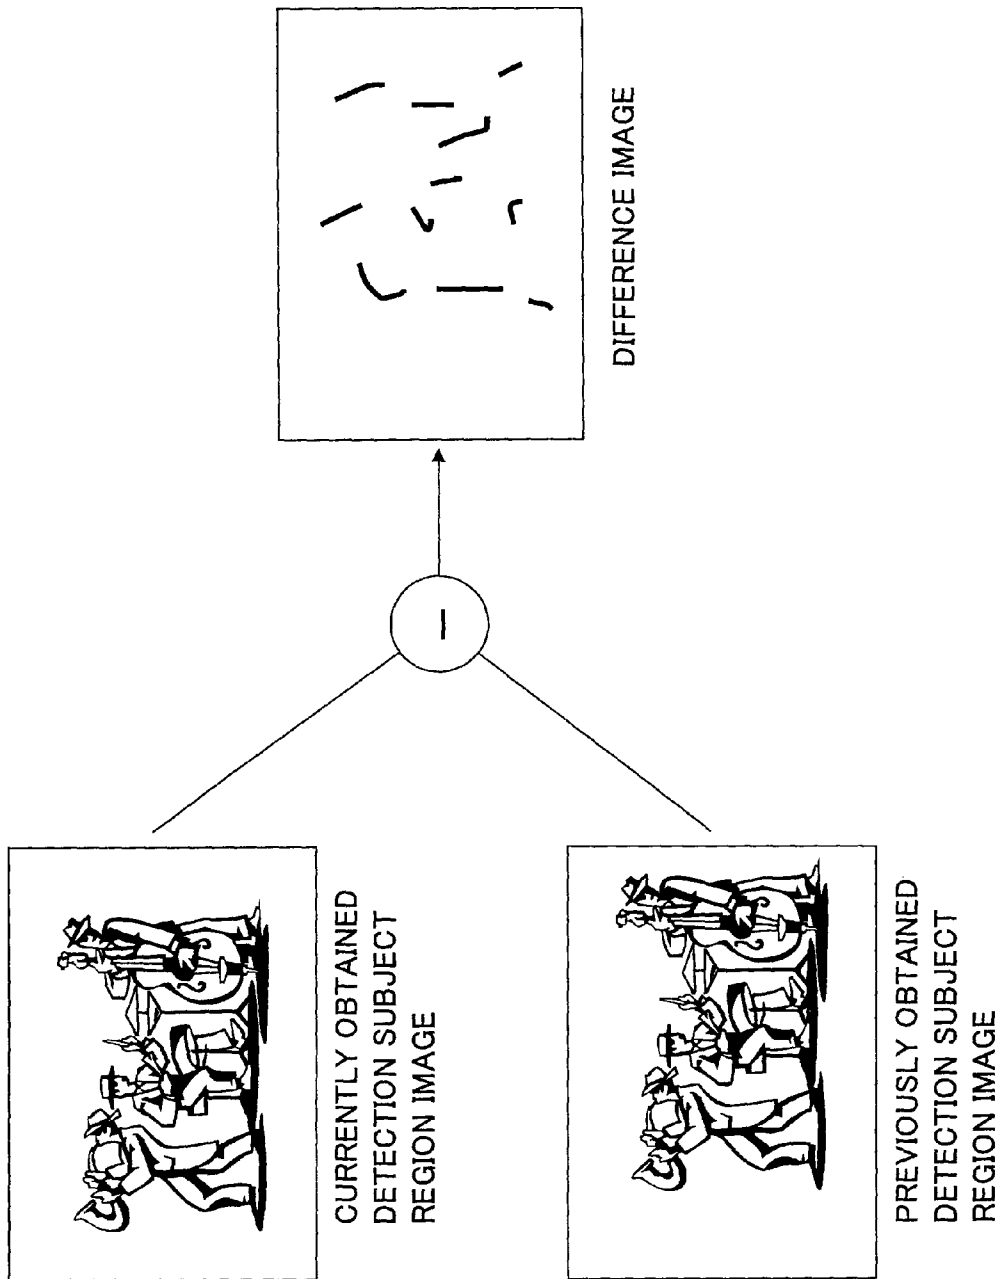 CURRENTLY OBTAINED
DETECTION SUBJECT
REGION IMAGE
PREVIOUSLY OBTAINED
DETECTION SUBJECT
REGION IMAGE
DIFFERENCE IMAGE